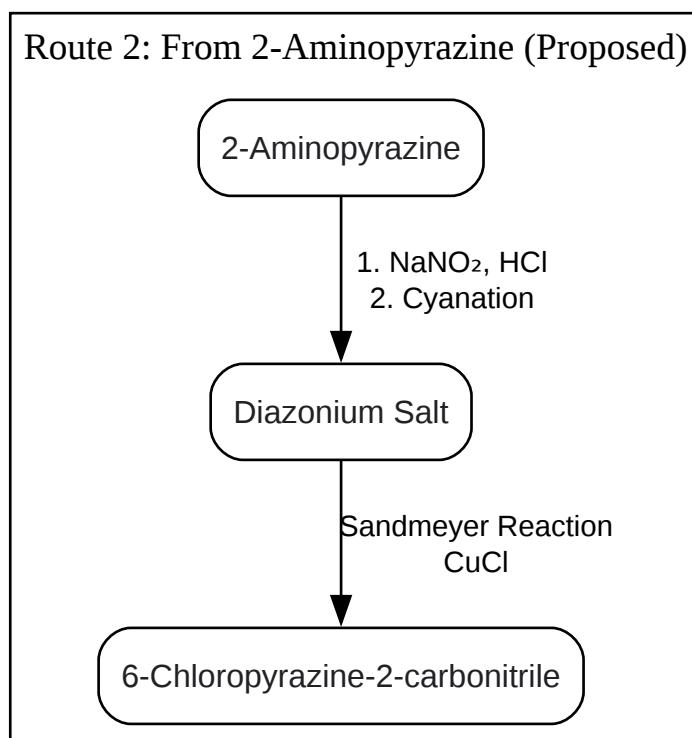 Route 2: From 2-Aminopyrazine (Proposed)
2-Aminopyrazine
1. NaNO₂, HCl
2. Cyanation
Diazonium Salt
Sandmeyer Reaction
CuCl
6-Chloropyrazine-2-carbonitrile